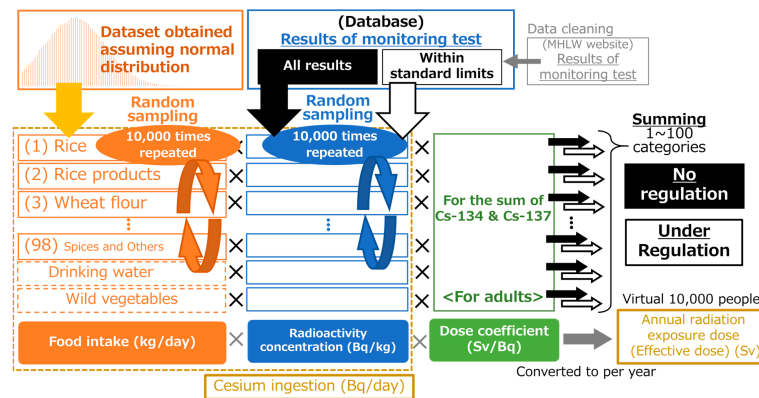 Dataset obtained
assuming normal
distribution
(Database)
Results of monitoring test
All results
Within
standard limits
Data cleaning
(MHLW website)
Results of
monitoring test
Random
sampling
Random
sampling
10,000 times
repeated
10,000 times
repeated
(1) Rice
(2) Rice products
(3) Wheat flour
(98) Spices and Others
Drinking water
Wild vegetables
× ×
× ×
× ×
× ×
× ×
× ×
For the sum of
Cs-134 & Cs-137
<For adults>
Summing
1~100
categories
No
regulation
Under
Regulation
Virtual 10,000 people
Food intake (kg/day)
×
Radioactivity
concentration (Bq/kg)
×
Dose coefficient
(Sv/Bq)
Annual radiation
exposure dose
(Effective dose) (Sv)
Converted to per year
Cesium ingestion (Bq/day)